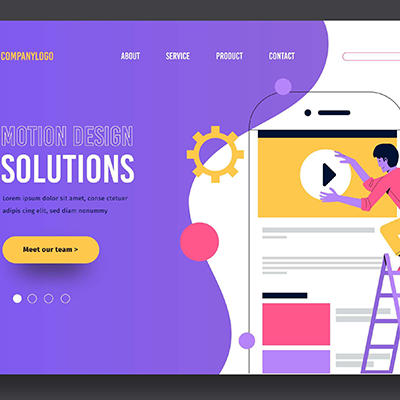 COMPANYLOGO
ABOUT SERVICE PRODUCT CONTACT
MOTION DESIGN
SOLUTIONS
Lorem ipsum dolor sit amet, cons ctetuer
adipis cing elit, sed diam nonummy
Meet our team >